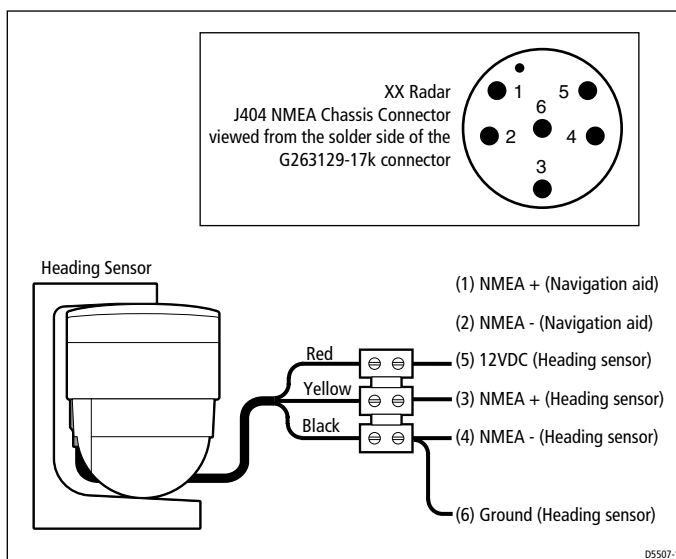 XX Radar
J404 NMEA Chassis Connector
viewed from the solder side of the
G263129-17k connector
1
5
6
2
4
3
Heading Sensor
(1) NMEA + (Navigation aid)
(2) NMEA - (Navigation aid)
Red
(5) 12VDC (Heading sensor)
Yellow
(3) NMEA + (Heading sensor)
Black
(4) NMEA - (Heading sensor)
(6) Ground (Heading sensor)